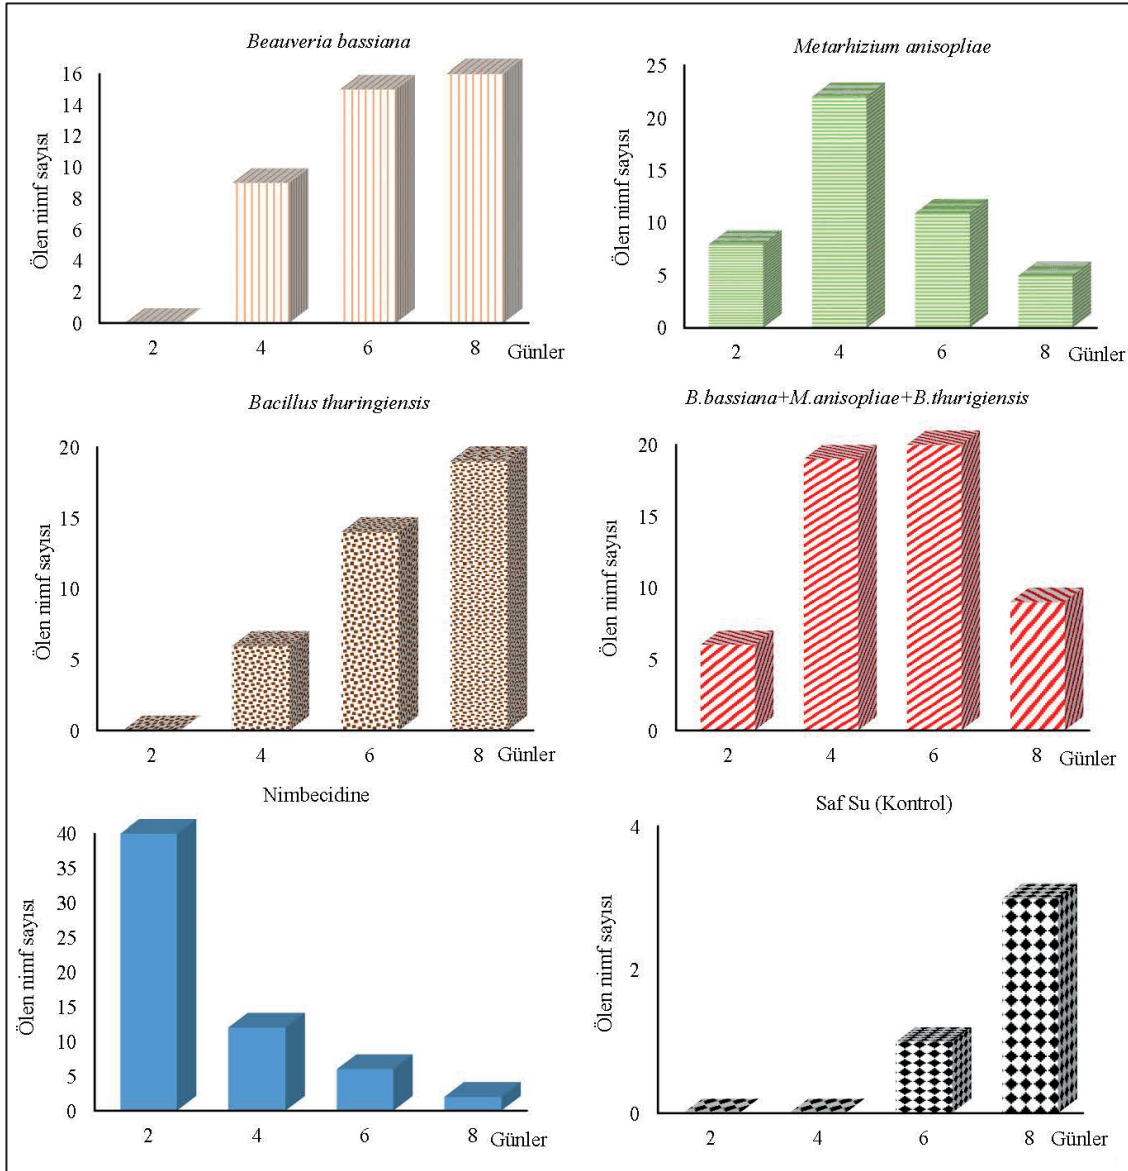 Beauveria bassiana
Ölen nimf sayısı
16
14
12
10
8
6
4
2
0
2 4 6 8 Günler
Metarhizium anisopliae
Ölen nimf sayısı
25
20
15
10
5
0
2 4 6 8 Günler
Bacillus thuringiensis
Ölen nimf sayısı
20
15
10
5
0
2 4 6 8 Günler
B.bassiana+M.anisopliae+B.thurigiensis
Ölen nimf sayısı
20
15
10
5
0
2 4 6 8 Günler
Nimbecidine
Ölen nimf sayısı
40
35
30
25
20
15
10
5
0
2 4 6 8 Günler
Saf Su (Kontrol)
Ölen nimf sayısı
4
2
0
2 4 6 8 Günler